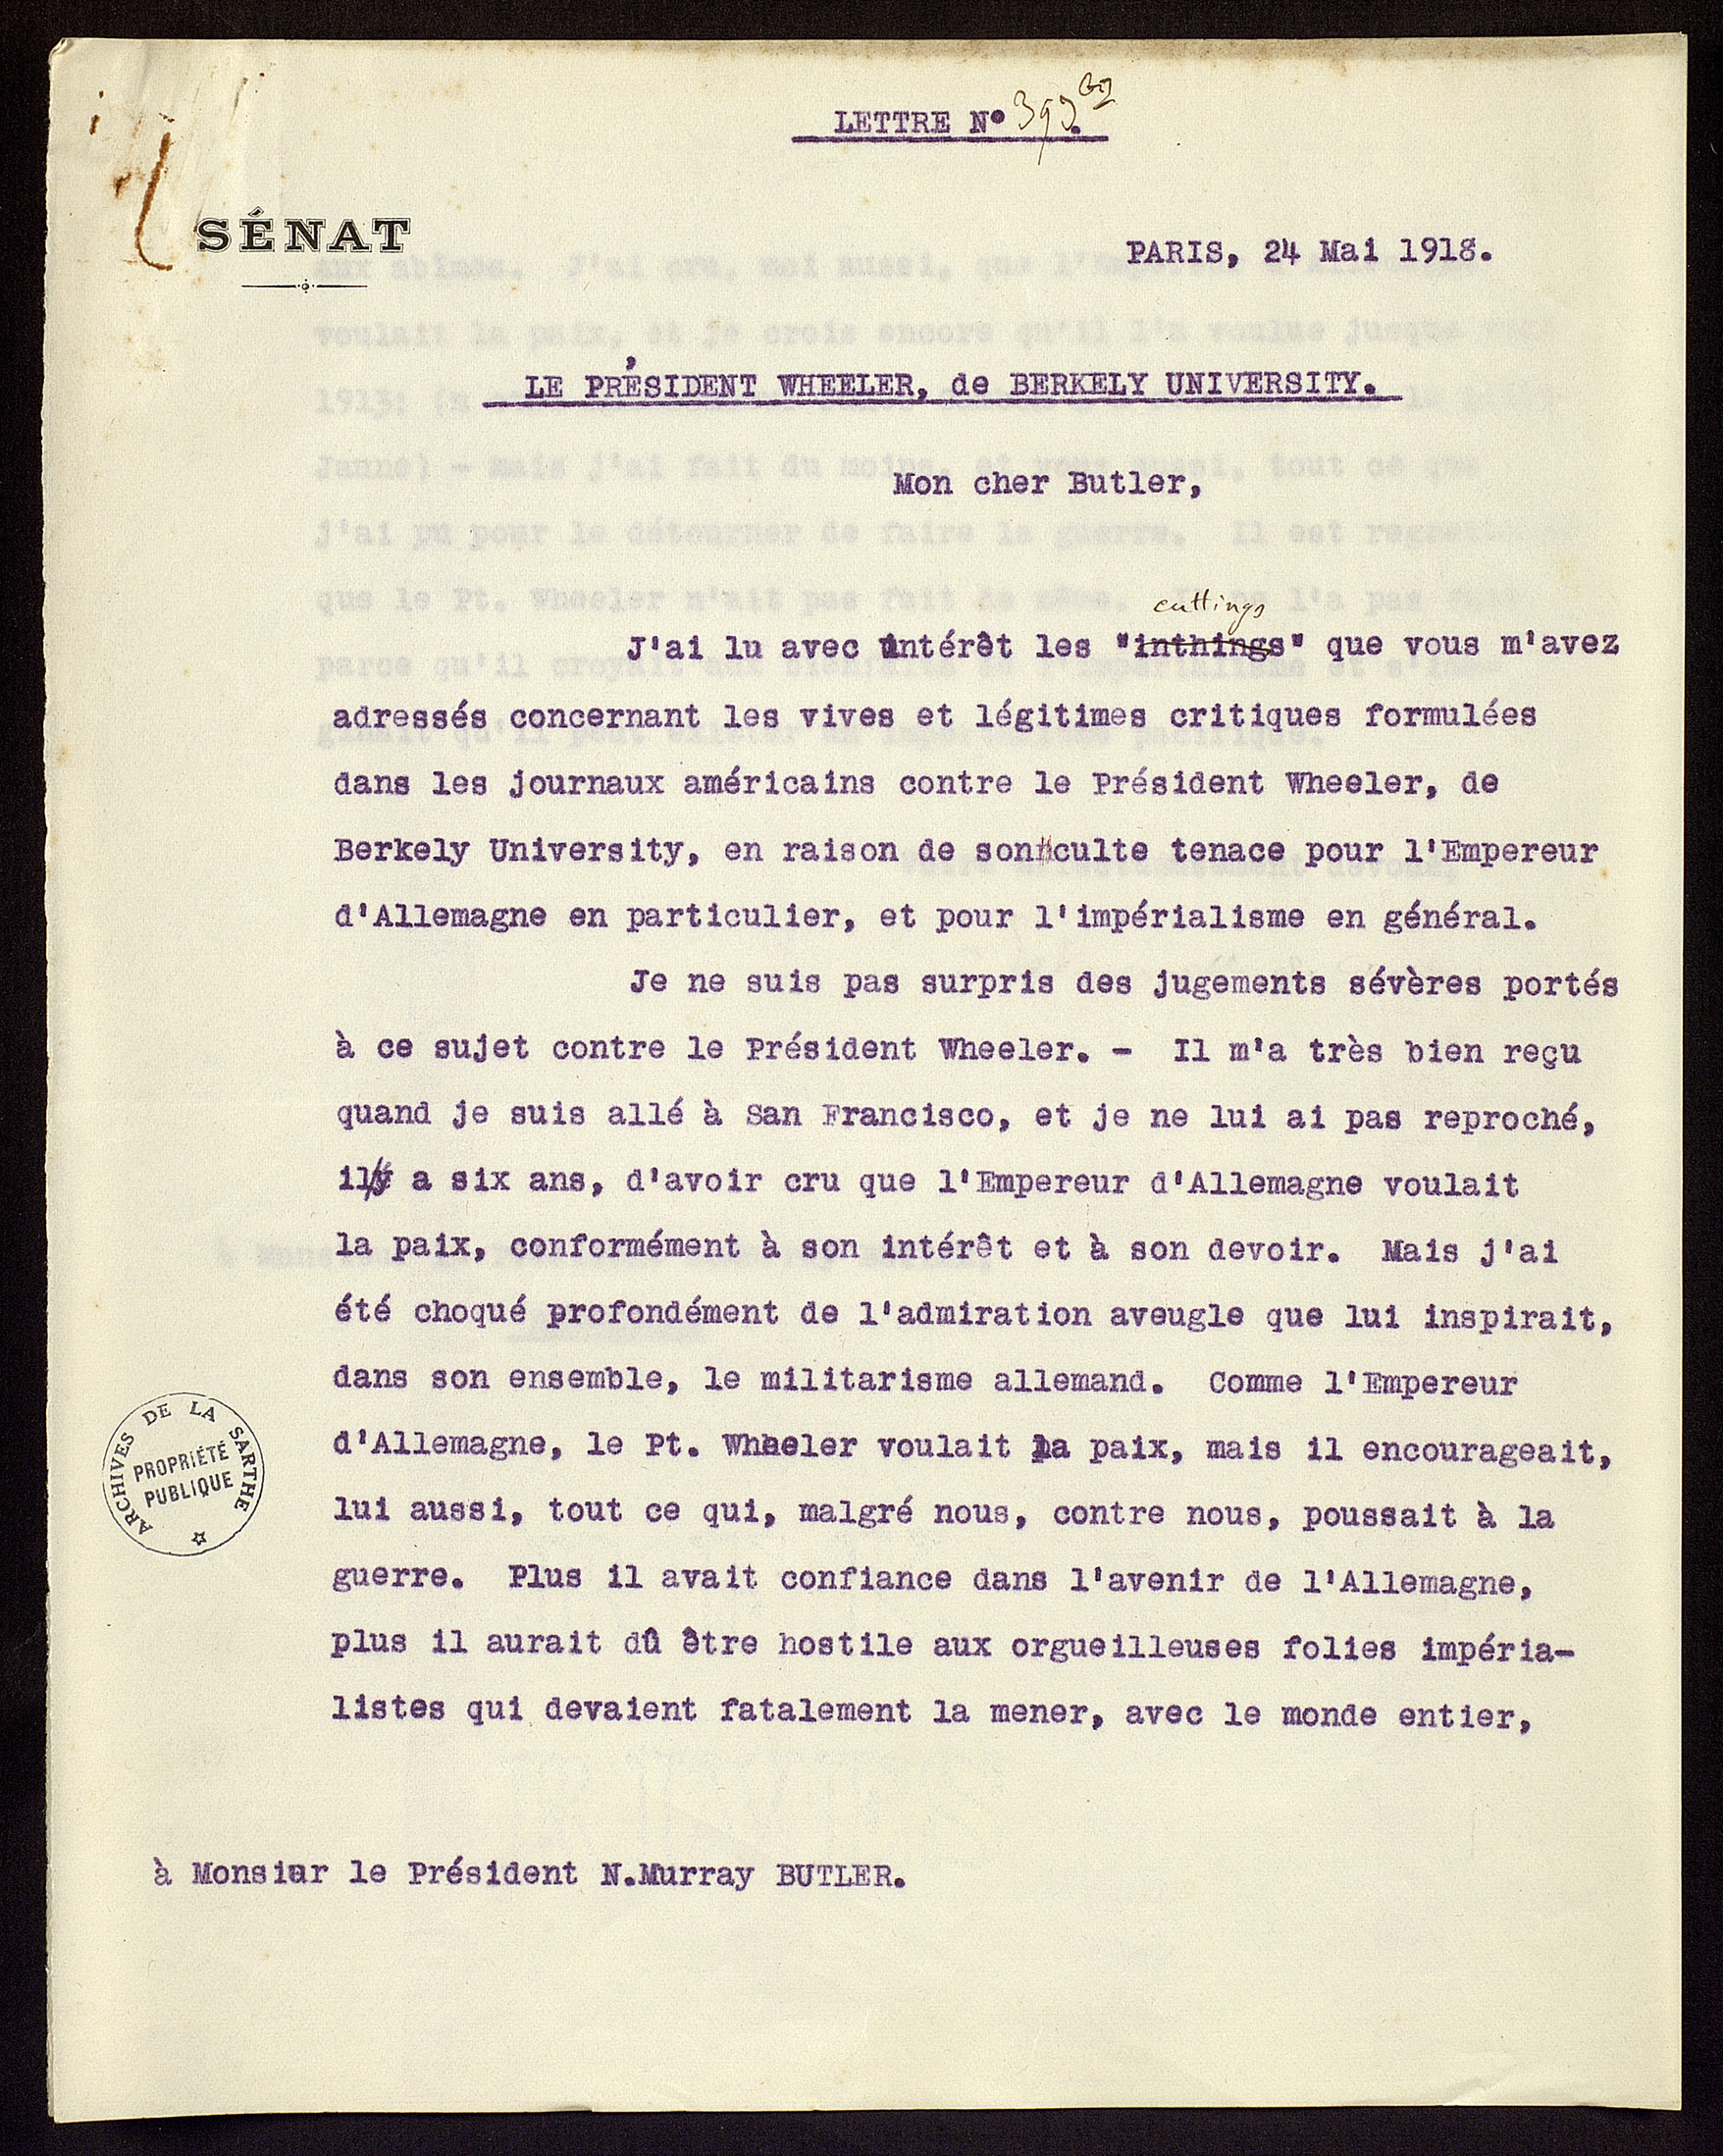 LETTRE N° 393 bis
SÉNAT
PARIS, 24 Mai 1918.
LE PRÉSIDENT WHEELER, de BERKELY UNIVERSITY.
Mon cher Butler,
cuttings
J'ai lu avec intérêt les "inthings" que vous m'avez
adressés concernant les vives et légitimes critiques formulées
dans les journaux américains contre le Président Wheeler, de
Berkely University, en raison de son culte tenace pour l'Empereur
d'Allemagne en particulier, et pour l'impérialisme en général.
Je ne suis pas surpris des jugements sévères portés
à ce sujet contre le Président Wheeler. - Il m'a très bien reçu
quand je suis allé à San Francisco, et je ne lui ai pas reproché,
il y a six ans, d'avoir cru que l'Empereur d'Allemagne voulait
la paix, conformément à son intérêt et à son devoir. Mais j'ai
été choqué profondément de l'admiration aveugle que lui inspirait,
dans son ensemble, le militarisme allemand. Comme l'Empereur
d'Allemagne, le Pt. Wheeler voulait la paix, mais il encourageait,
lui aussi, tout ce qui, malgré nous, contre nous, poussait à la
guerre. Plus il avait confiance dans l'avenir de l'Allemagne,
plus il aurait dû être hostile aux orgueilleuses folies impéria-
listes qui devaient fatalement la mener, avec le monde entier,
ARCHIVES DE LA SARTHE
PROPRIÉTÉ
PUBLIQUE
à Monsieur le Président N.Murray BUTLER.